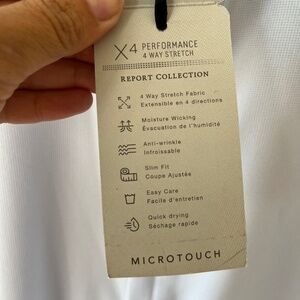 X4 PERFORMANCE
4 WAY STRETCH
REPORT COLLECTION
4 Way Stretch Fabric
Extensible en 4 directions
Moisture Wicking
Évacuation de l'humidité
Anti-wrinkle
Infroissable
Slim Fit
Coupe Ajustée
Easy Care
Facile d'entretien
Quick drying
Séchage rapide
MICROTOUCH